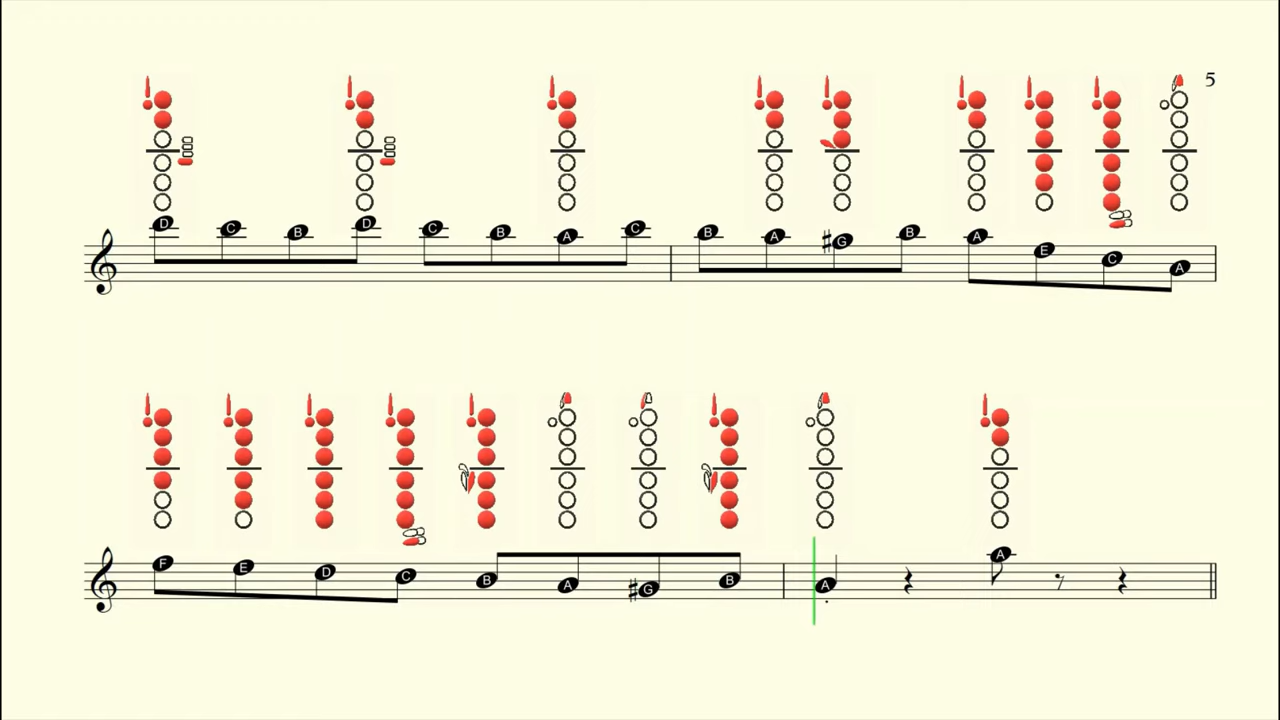 5
D C B D C B A C B A ♯G B A E C A
F E D C B A ♯G B A A